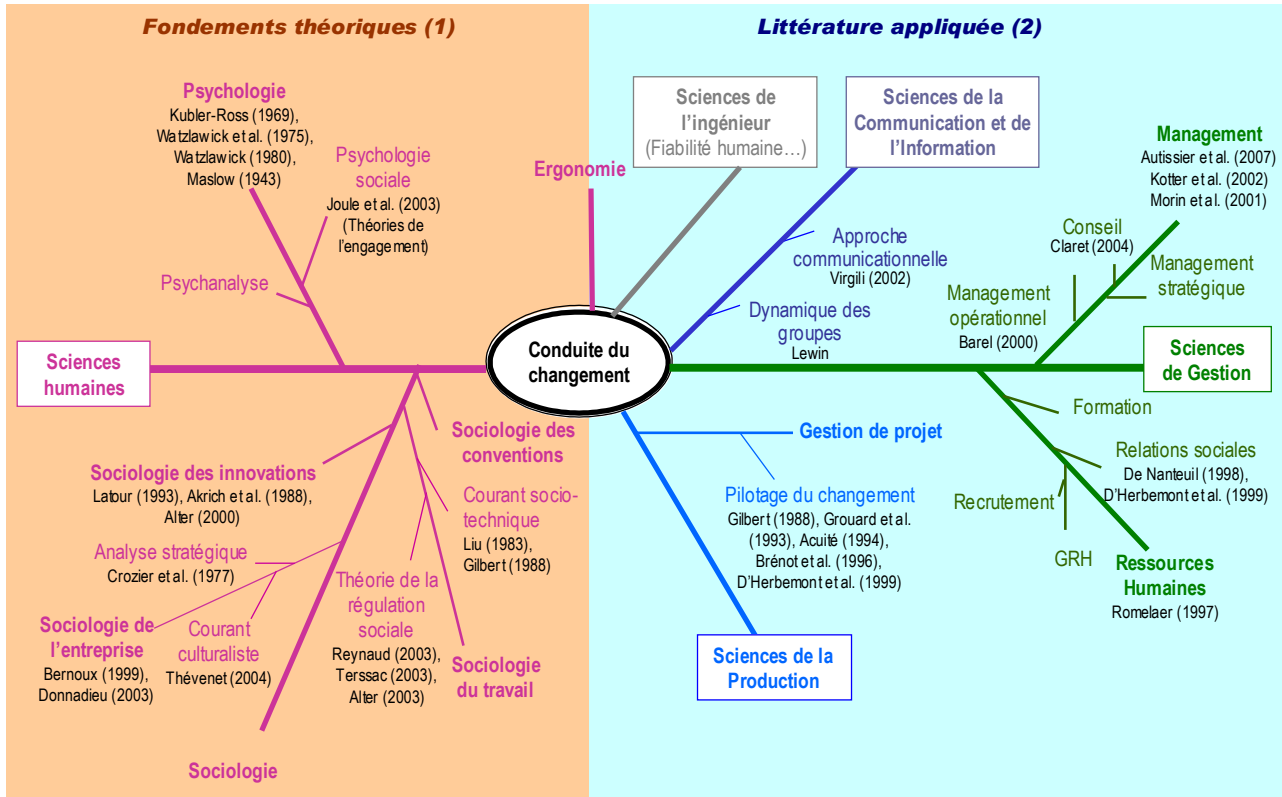 Fondements théoriques (1)
Littérature appliquée (2)
Psychologie
Kubler-Ross (1969),
Watzlawick et al. (1975),
Watzlawick (1980),
Maslow (1943)
Psychologie
sociale
Joule et al. (2003)
(Théories de
l'engagement)
Psychanalyse
Ergonomie
Sciences
humaines
Conduite du
changement
Sociologie des
conventions
Sociologie des innovations
Latour (1993), Akrich et al. (1988),
Alter (2000)
Courant socio-
technique
Liu (1983),
Gilbert (1988)
Analyse stratégique
Crozier et al. (1977)
Théorie de la
régulation
sociale
Reynaud (2003),
Terssac (2003),
Alter (2003)
Sociologie de
l'entreprise
Bernoux (1999),
Donnadieu (2003)
Courant
culturaliste
Thévenet (2004)
Sociologie
du travail
Sociologie
Sciences de
l'ingénieur
(Fiabilité humaine…)
Sciences de la
Communication et de
l'Information
Approche
communicationnelle
Virgili (2002)
Dynamique des
groupes
Lewin
Management
Autissier et al. (2007)
Kotter et al. (2002)
Morin et al. (2001)
Conseil
Claret (2004)
Management
stratégique
Management
opérationnel
Barel (2000)
Sciences
de Gestion
Formation
Relations sociales
De Nanteuil (1998),
D'Herbemont et al. (1999)
Recrutement
GRH
Ressources
Humaines
Romelaer (1997)
Gestion de projet
Pilotage du changement
Gilbert (1988), Grouard et al.
(1993), Acuité (1994),
Brénot et al. (1996),
D'Herbemont et al. (1999)
Sciences de la
Production